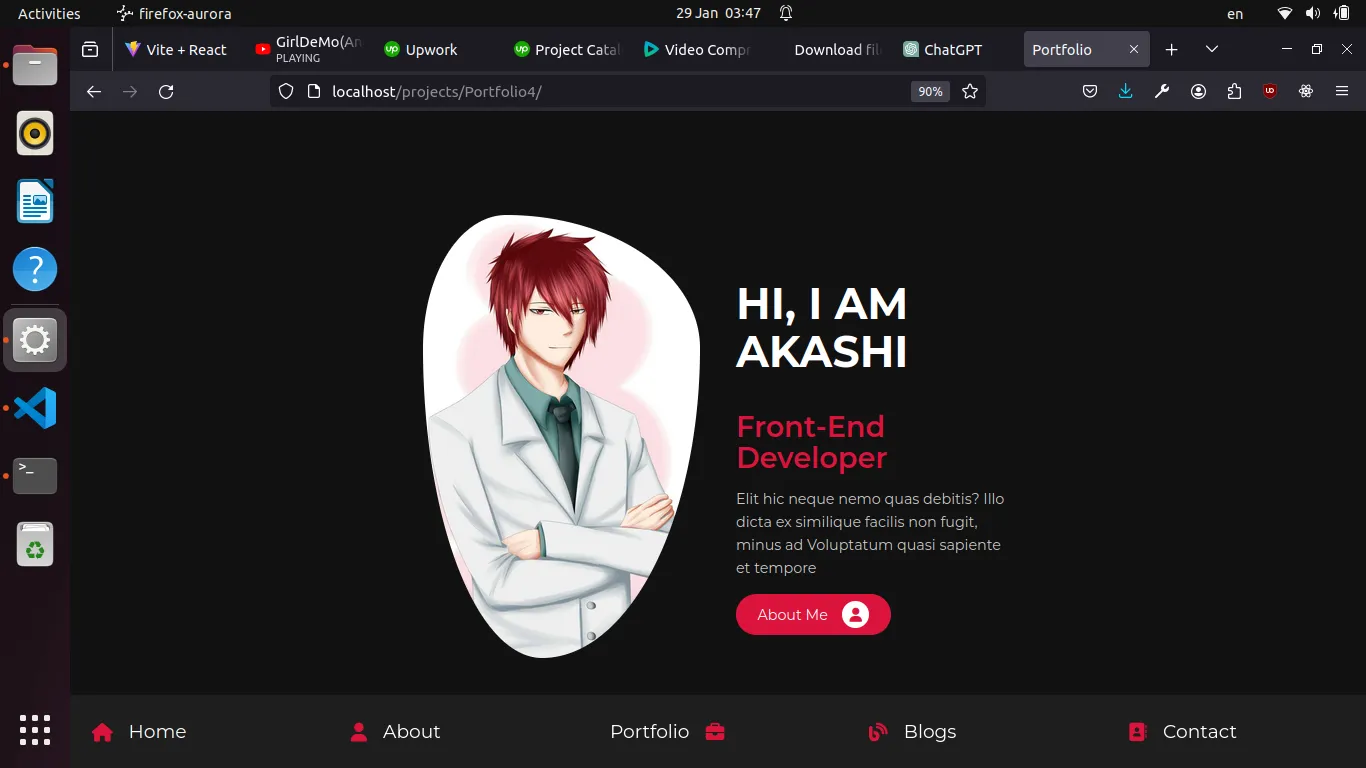 Activities
firefox-aurora
29 Jan 03:47
en
Vite + React
GirlDeMo(An
PLAYING
Upwork
Project Catal
Video Compr
Download file
ChatGPT
Portfolio
localhost/projects/Portfolio4/
90%
HI, I AM
AKASHI
Front-End
Developer
Elit hic neque nemo quas debitis? Illo
dicta ex similique facilis non fugit,
minus ad Voluptatum quasi sapiente
et tempore
About Me
Home
About
Portfolio
Blogs
Contact